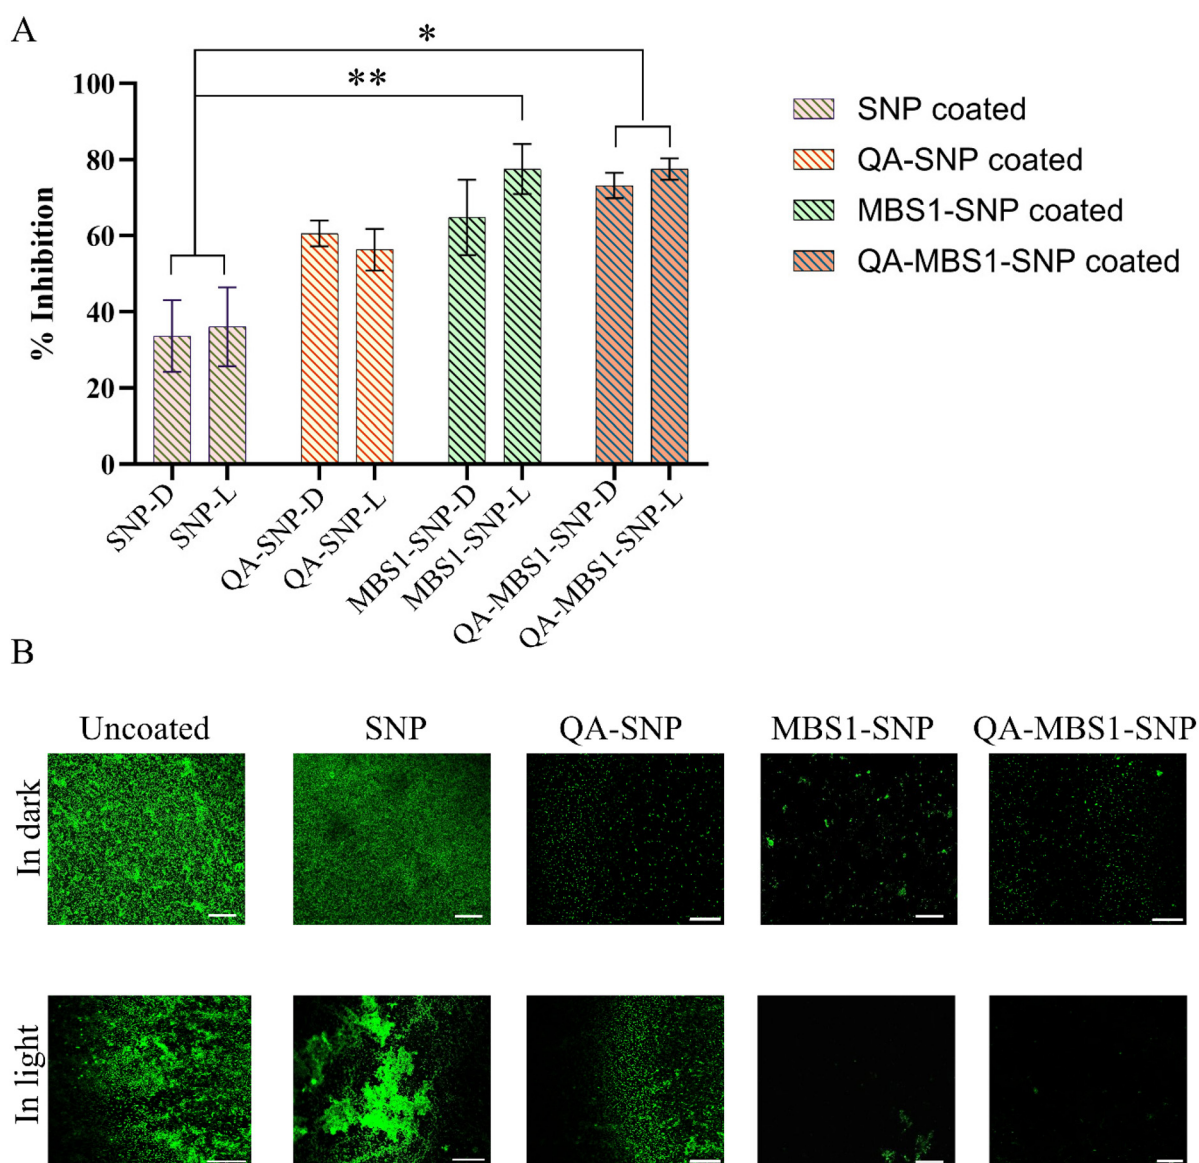 A
*
**
100
80
60
40
20
0
% Inhibition
SNP-D
SNP-L
QA-SNP-D
QA-SNP-L
MBS1-SNP-D
MBS1-SNP-L
QA-MBS1-SNP-D
QA-MBS1-SNP-L
SNP coated
QA-SNP coated
MBS1-SNP coated
QA-MBS1-SNP coated
B
Uncoated
SNP
QA-SNP
MBS1-SNP
QA-MBS1-SNP
In dark
In light